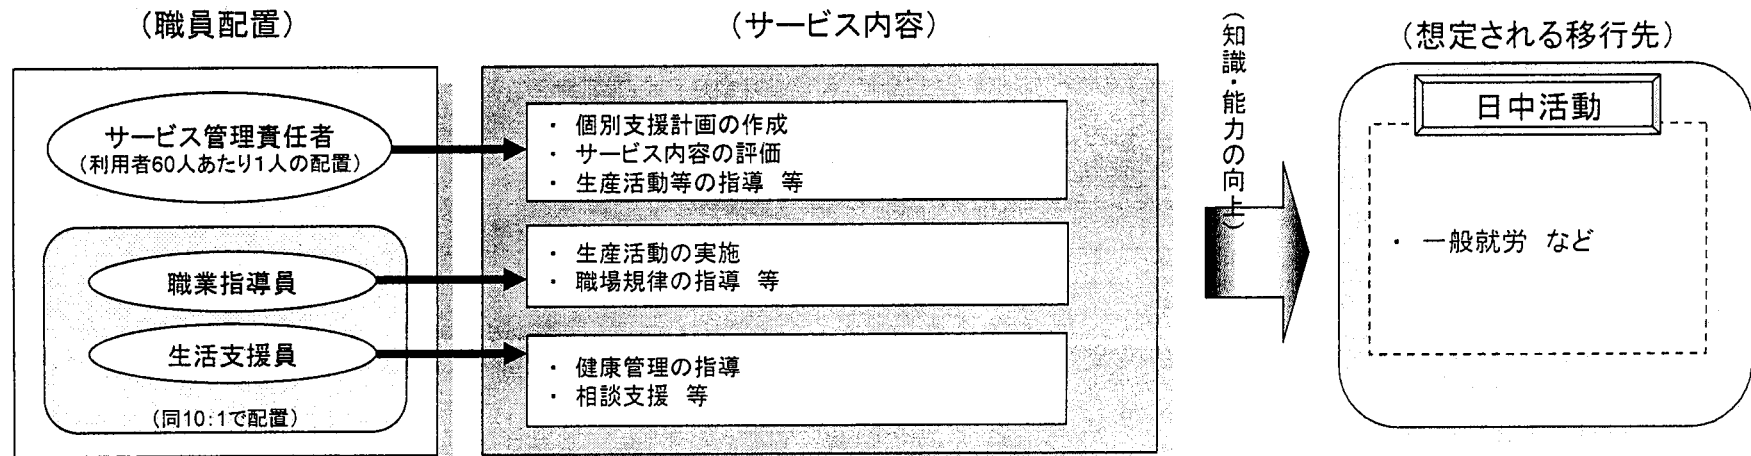 （職員配置）
サービス管理責任者
（利用者60人あたり1人の配置）
職業指導員
生活支援員
（同10：1で配置）
（サービス内容）
・ 個別支援計画の作成
・ サービス内容の評価
・ 生産活動等の指導 等
・ 生産活動の実施
・ 職場規律の指導 等
・ 健康管理の指導
・ 相談支援 等
（知識・能力の向上）
（想定される移行先）
日中活動
・ 一般就労 など